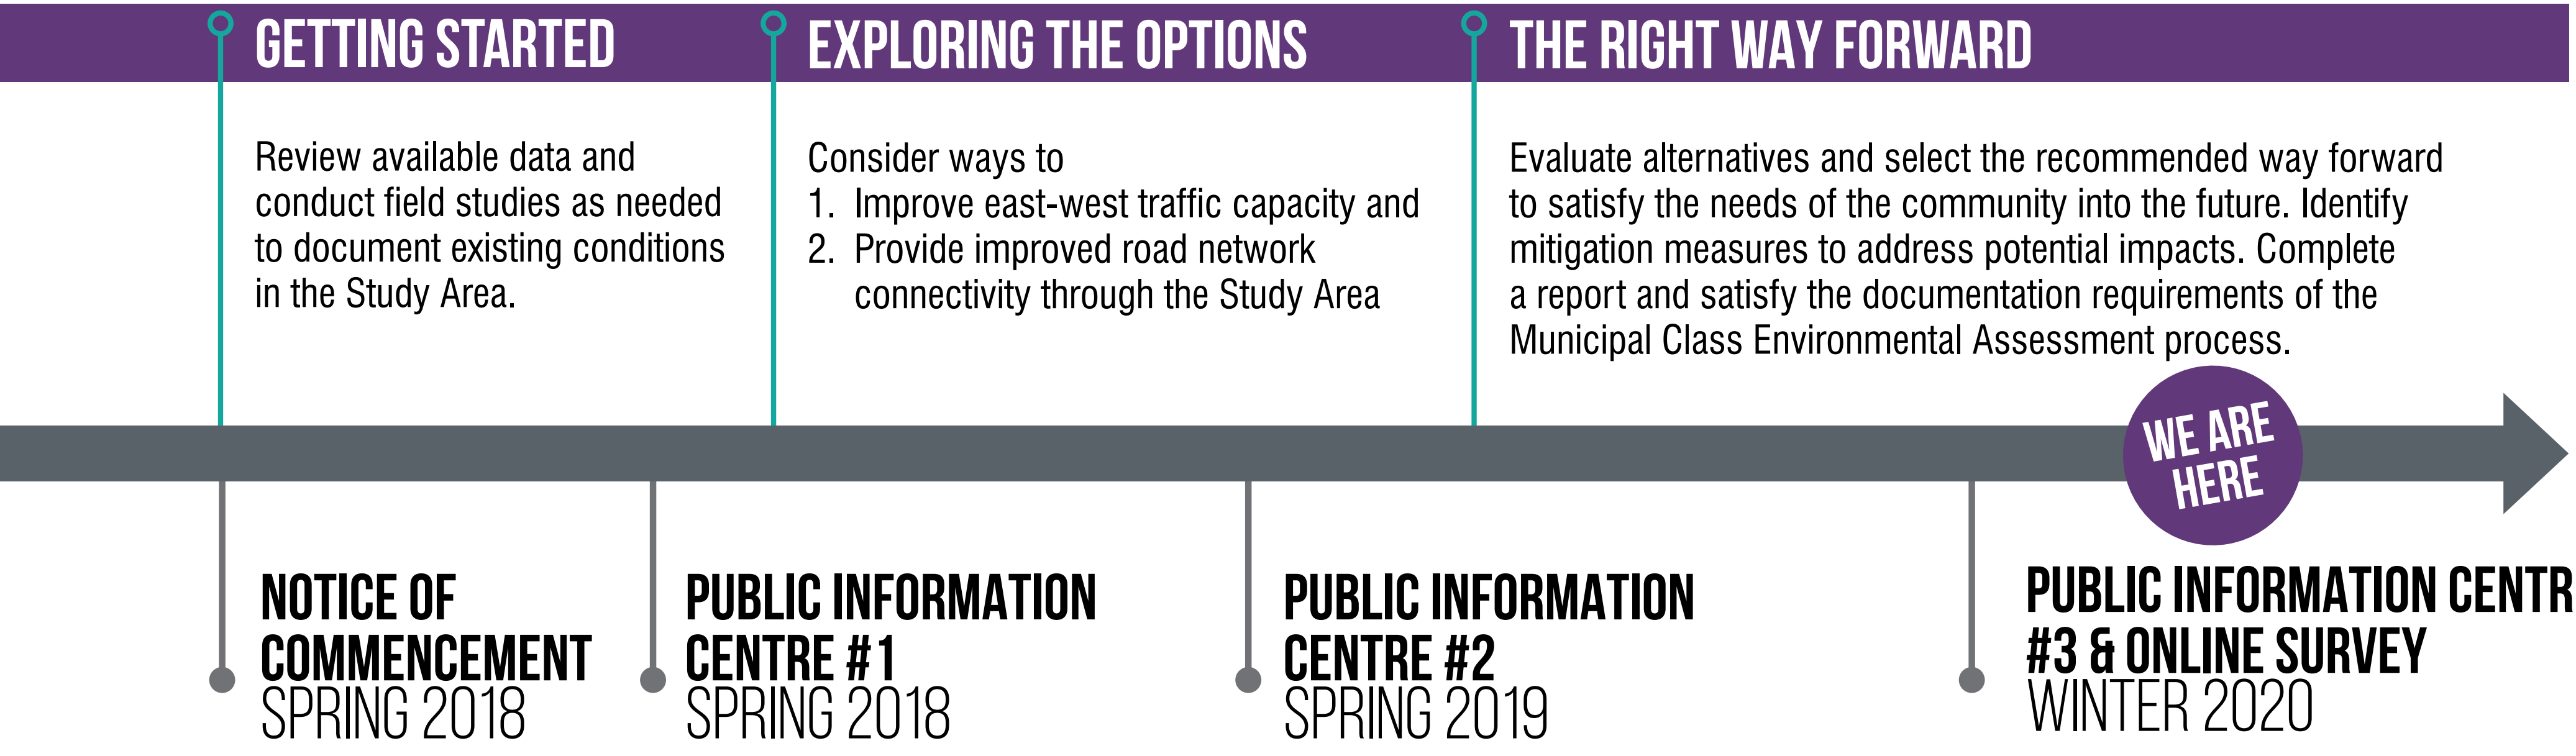 GETTING STARTED
Review available data and
conduct field studies as needed
to document existing conditions
in the Study Area.
EXPLORING THE OPTIONS
Consider ways to
1. Improve east-west traffic capacity and
2. Provide improved road network
connectivity through the Study Area
THE RIGHT WAY FORWARD
Evaluate alternatives and select the recommended way forward
to satisfy the needs of the community into the future. Identify
mitigation measures to address potential impacts. Complete
a report and satisfy the documentation requirements of the
Municipal Class Environmental Assessment process.
WE ARE
HERE
NOTICE OF
COMMENCEMENT
SPRING 2018
PUBLIC INFORMATION
CENTRE #1
SPRING 2018
PUBLIC INFORMATION
CENTRE #2
SPRING 2019
PUBLIC INFORMATION CENTR
#3 & ONLINE SURVEY
WINTER 2020